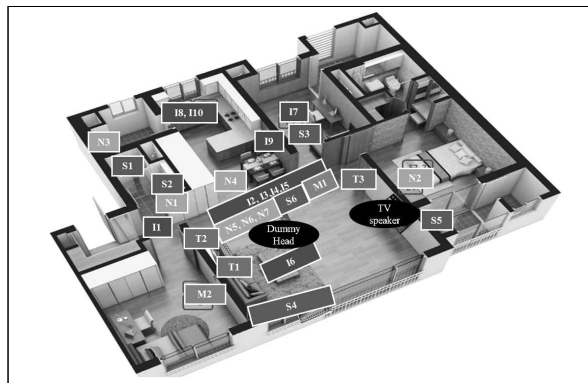 I8, I10
I7
N3
I9
S3
S1
S2
N4
M1
T3
N2
N1
I2, I3, I4, I5
S6
N5, N6, N7
TV
speaker
S5
I1
T2
Dummy
Head
T1
I6
M2
S4